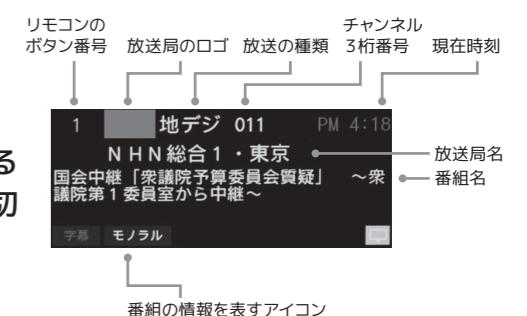 リモコンの
ボタン番号
放送局のロゴ
放送の種類
チャンネル
3桁番号
現在時刻
1 地デジ 011 PM 4:18
NHN総合1・東京
放送局名
国会中継「衆議院予算委員会質疑」 ～衆
議院第1委員室から中継～
番組名
る
切
字幕 モノラル
番組の情報を表すアイコン